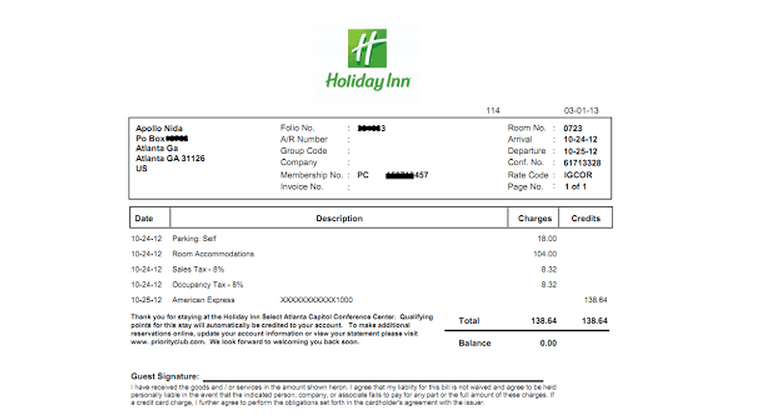 H
Holiday Inn
114 03-01-13
Apollo Nida Folio No. : 3 Room No. : 0723
Po Box A/R Number : Arrival : 10-24-12
Atlanta Ga Group Code : Departure : 10-25-12
Atlanta GA 31126 Company : Conf. No. : 61713328
US Membership No. : PC 457 Rate Code : IGCOR
Invoice No. : Page No. : 1 of 1
Date Description Charges Credits
10-24-12 Parking: Self 18.00
10-24-12 Room Accommodations 104.00
10-24-12 Sales Tax - 8% 8.32
10-24-12 Occupancy Tax - 8% 8.32
10-25-12 American Express XXXXXXXXXXXX1000 138.64
Thank you for staying at the Holiday Inn Select Atlanta Capitol Conference Center. Qualifying
points for this stay will automatically be credited to your account. To make additional
reservations online, update your account information or view your statement please visit
www. priorityclub.com. We look forward to welcoming you back soon.
Total 138.64 138.64
Balance 0.00
Guest Signature:
I have received the goods and / or services in the amount shown heron. I agree that my liablity for this bill is not waived and agree to be held
personally liable in the event that the indicated person, company, or associate fails to pay for any part or the full amount of these charges. If
a credit card charge, I further agree to perform the obligations set forth in the cardholder's agreement with the issuer.